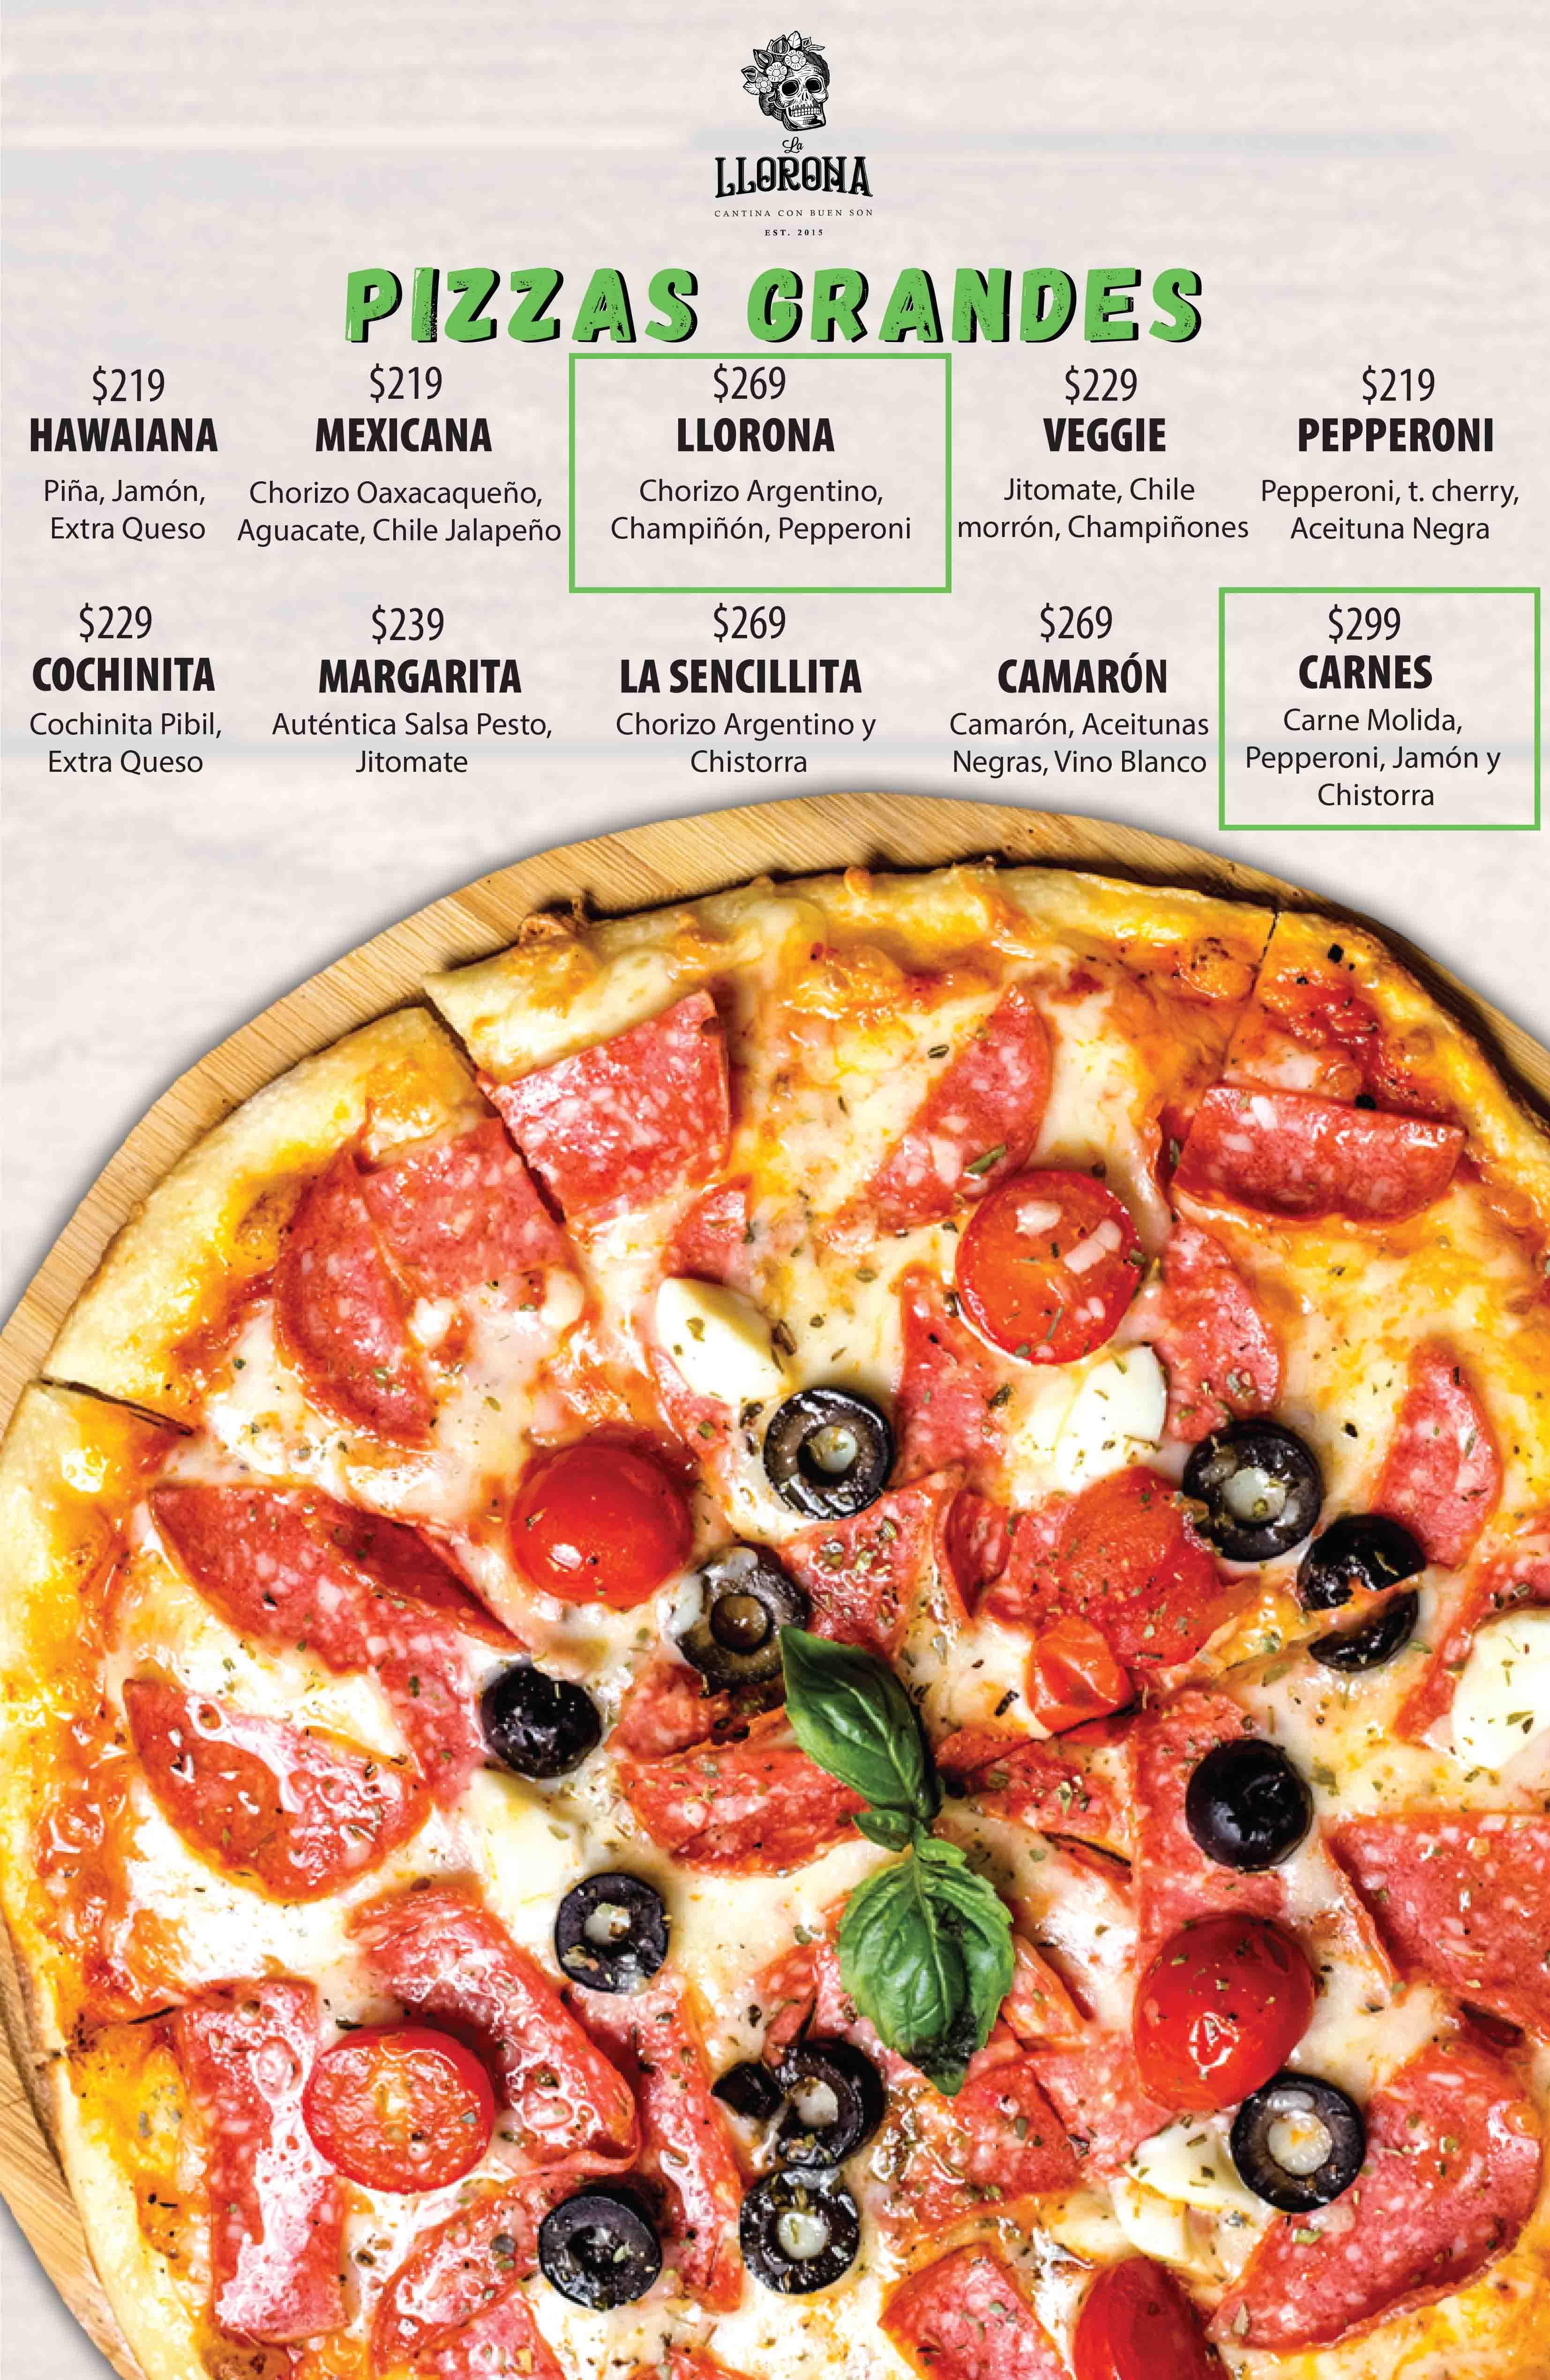 La
LLORONA
CANTINA CON BUEN SON
EST. 2015
PIZZAS GRANDES
$219
HAWAIANA
Piña, Jamón,
Extra Queso
$219
MEXICANA
Chorizo Oaxacaqueño,
Aguacate, Chile Jalapeño
$269
LLORONA
Chorizo Argentino,
Champiñón, Pepperoni
$229
VEGGIE
Jitomate, Chile
morrón, Champiñones
$219
PEPPERONI
Pepperoni, t. cherry,
Aceituna Negra
$229
COCHINITA
Cochinita Pibil,
Extra Queso
$239
MARGARITA
Auténtica Salsa Pesto,
Jitomate
$269
LA SENCILLITA
Chorizo Argentino y
Chistorra
$269
CAMARÓN
Camarón, Aceitunas
Negras, Vino Blanco
$299
CARNES
Carne Molida,
Pepperoni, Jamón y
Chistorra